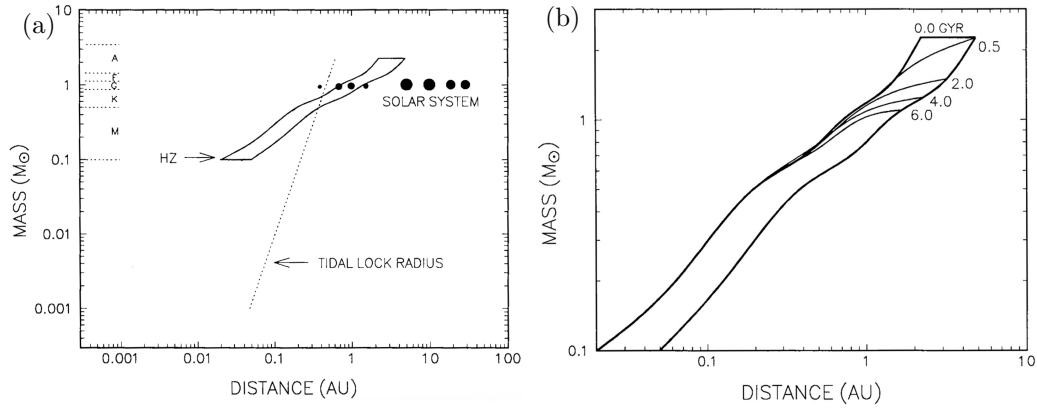 (a)
10
1
0.1
0.01
0.001
MASS (M⊙)
A
F
G
K
M
HZ
SOLAR SYSTEM
TIDAL LOCK RADIUS
0.001 0.01 0.1 1 10 100
DISTANCE (AU)
(b)
1
0.1
MASS (M⊙)
0.0 GYR
0.5
2.0
4.0
6.0
0.1 1 10
DISTANCE (AU)